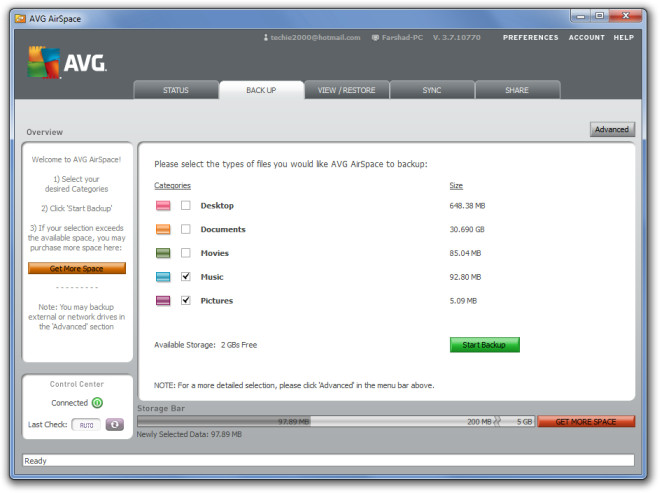 AVG AirSpace
techie2000@hotmail.com Farshad-PC V. 3.7.10770 PREFERENCES ACCOUNT HELP
AVG.
STATUS BACK UP VIEW / RESTORE SYNC SHARE
Overview
Advanced
Welcome to AVG AirSpace!
1) Select your
desired Categories
2) Click 'Start Backup'
3) If your selection exceeds
the available space, you may
purchase more space here:
Get More Space
- - - - - - - - -
Note: You may backup
external or network drives in
the 'Advanced' section
Please select the types of files you would like AVG AirSpace to backup:
Categories Size
Desktop 648.38 MB
Documents 30.690 GB
Movies 85.04 MB
Music 92.80 MB
Pictures 5.09 MB
Available Storage: 2 GBs Free
Start Backup
NOTE: For a more detailed selection, please click 'Advanced' in the menu bar above.
Control Center
Connected
Last Check: AUTO
Storage Bar
97.89 MB 200 MB 5 GB GET MORE SPACE
Newly Selected Data: 97.89 MB
Ready